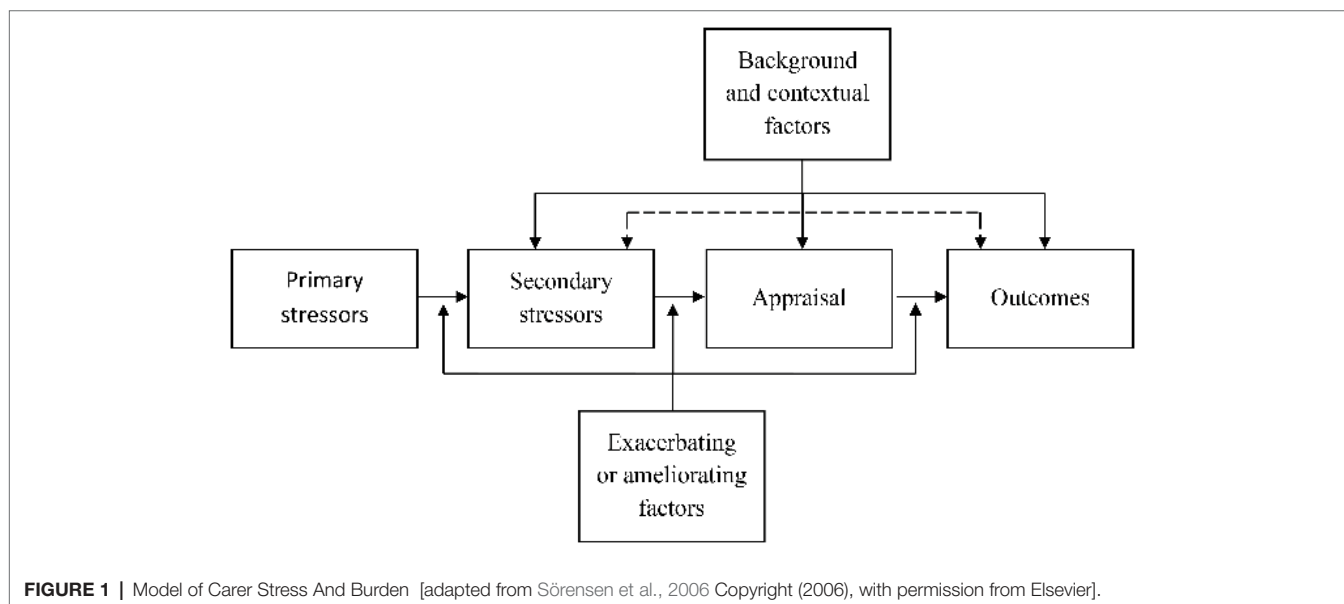 Background
and contextual
factors
Primary
stressors
Secondary
stressors
Appraisal
Outcomes
Exacerbating
or ameliorating
factors
FIGURE 1 | Model of Carer Stress And Burden [adapted from Sörensen et al., 2006 Copyright (2006), with permission from Elsevier].